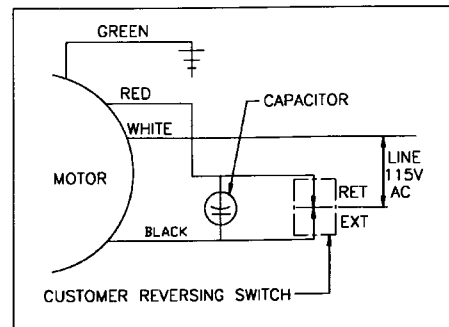 GREEN
RED
CAPACITOR
WHITE
LINE
115V
AC
MOTOR
RET
EXT
BLACK
CUSTOMER REVERSING SWITCH